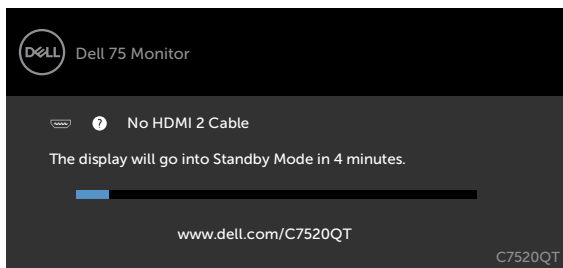 DELL
Dell 75 Monitor
? No HDMI 2 Cable
The display will go into Standby Mode in 4 minutes.
www.dell.com/C7520QT
C7520QT